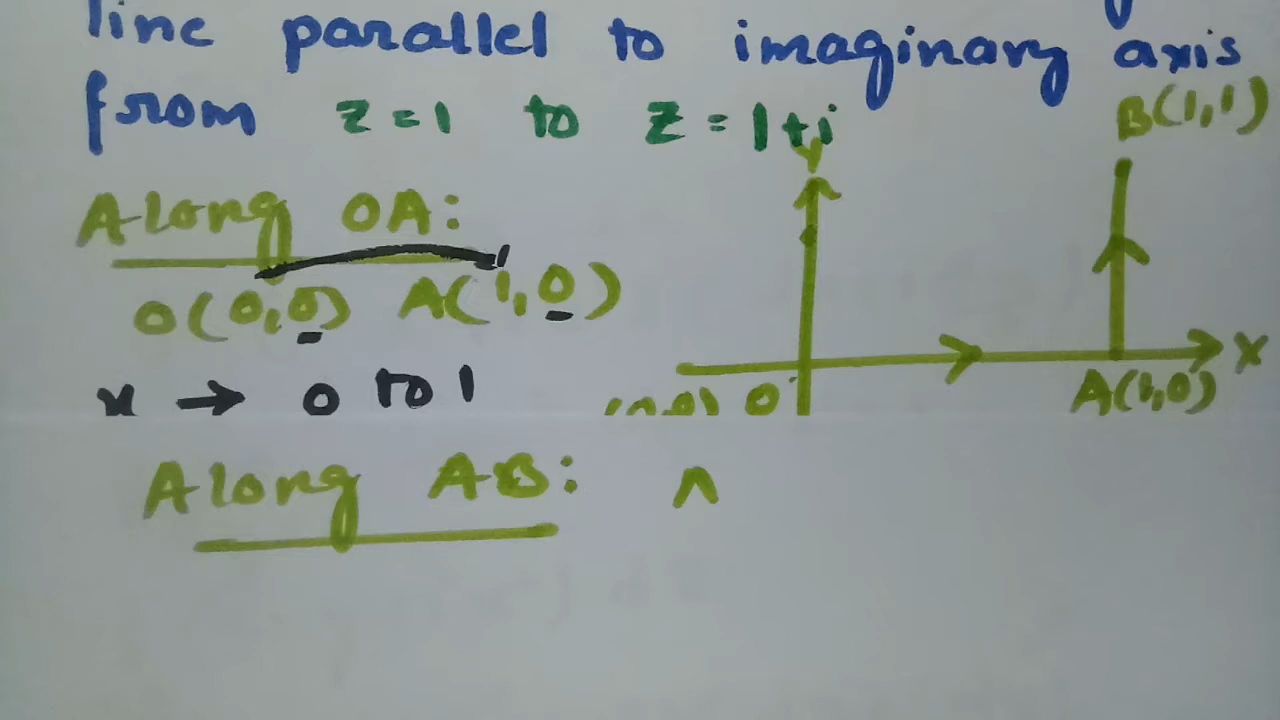 line parallel to imaginary axis
from z=1 to z=1+i
B(1,1)
Y
Along OA:
O(0,0) A(1,0)
X
x → 0 to 1
O
A(1,0)
Along AB: